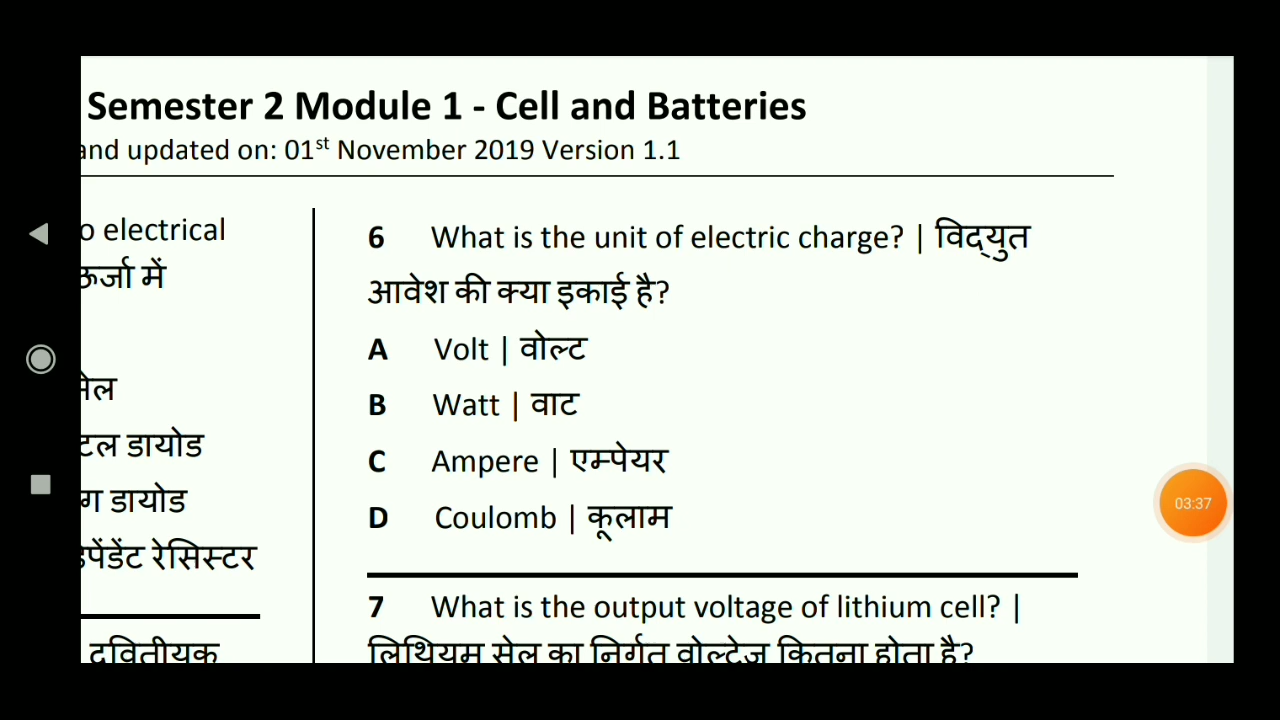 Semester 2 Module 1 - Cell and Batteries
and updated on: 01st November 2019 Version 1.1
electrical
ऊर्जा में
डायोड
डायोड
रेसिस्टर
द्वितीयक
6 What is the unit of electric charge? | विद्युत
आवेश की क्या इकाई है?
A Volt | वोल्ट
B Watt | वाट
C Ampere | एम्पेयर
D Coulomb | कूलाम
7 What is the output voltage of lithium cell? |
लिथियम सेल का निर्गत वोल्टेज कितना होता है?
03:37